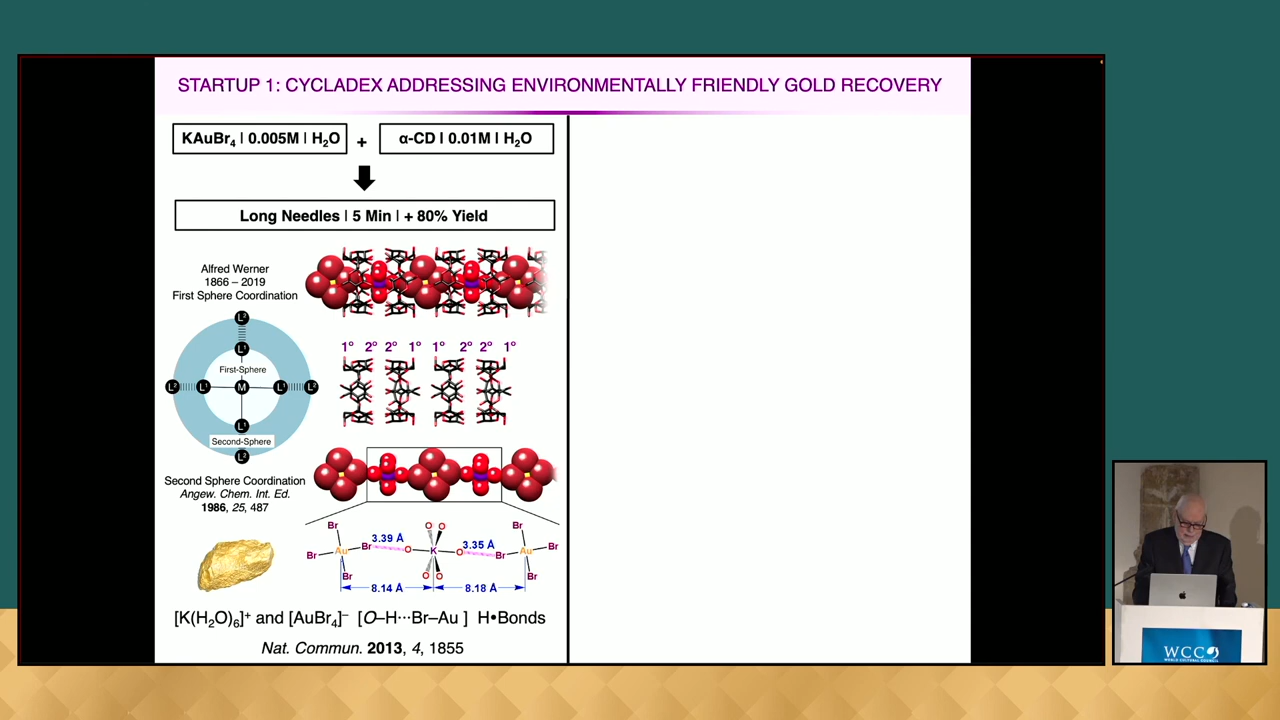 STARTUP 1: CYCLADEX ADDRESSING ENVIRONMENTALLY FRIENDLY GOLD RECOVERY
KAuBr₄ | 0.005M | H₂O
+
α-CD | 0.01M | H₂O
Long Needles | 5 Min | + 80% Yield
Alfred Werner
1866 – 2019
First Sphere Coordination
L²
L¹
First-Sphere
L² L¹ M L¹ L²
L¹
Second-Sphere
L²
1° 2° 2° 1° 1° 2° 2° 1°
Second Sphere Coordination
Angew. Chem. Int. Ed.
1986, 25, 487
Br O O Br
3.39 Å 3.35 Å
Br Au Br O K O Br Au Br
Br O O Br
8.14 Å 8.18 Å
[K(H₂O)₆]⁺ and [AuBr₄]⁻ [O–H···Br–Au ] H•Bonds
Nat. Commun. 2013, 4, 1855
WCC
WORLD CULTURAL COUNCIL